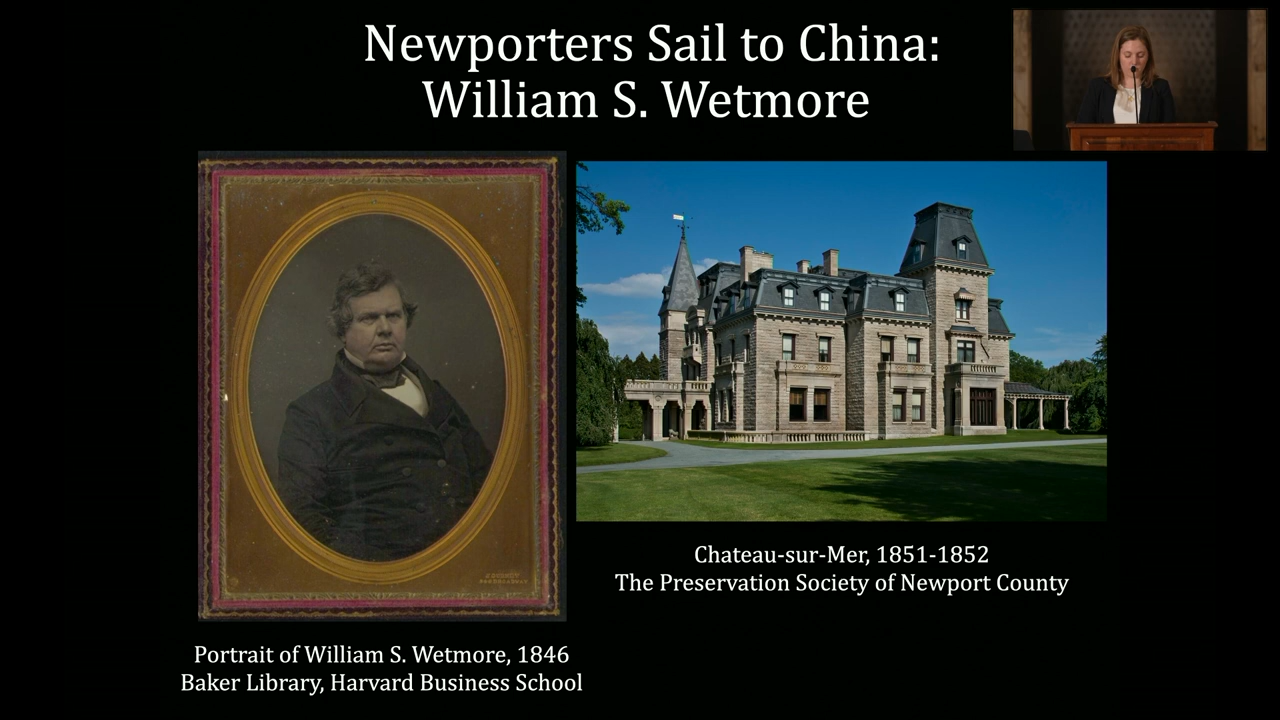 Newporters Sail to China:
William S. Wetmore
Chateau-sur-Mer, 1851-1852
The Preservation Society of Newport County
Portrait of William S. Wetmore, 1846
Baker Library, Harvard Business School